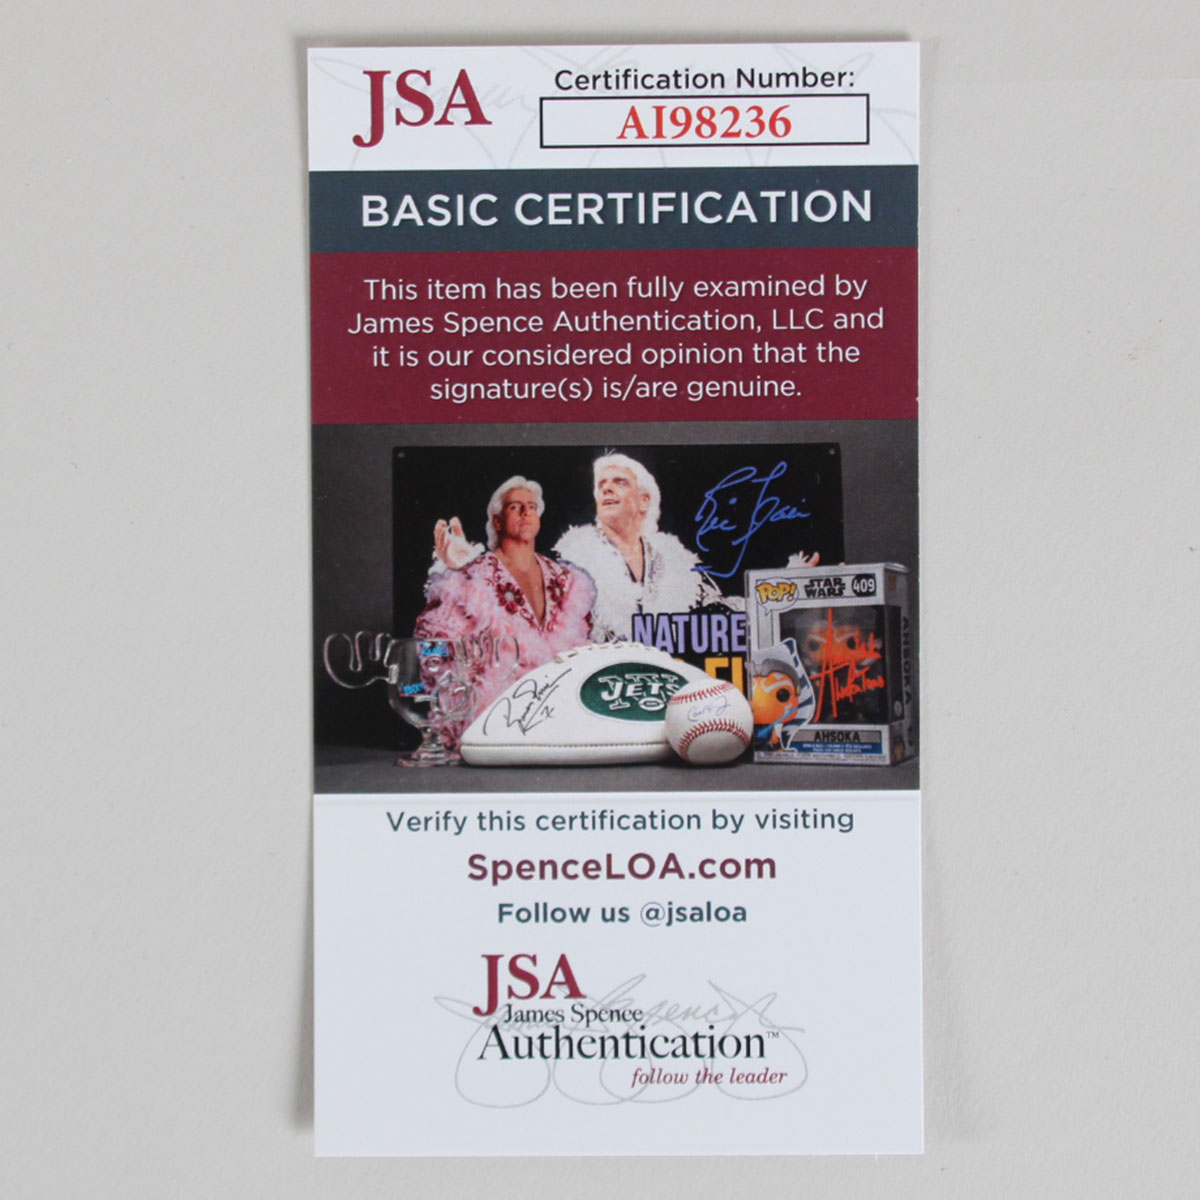 JSA
Certification Number:
AI98236
BASIC CERTIFICATION
This item has been fully examined by
James Spence Authentication, LLC and
it is our considered opinion that the
signature(s) is/are genuine.
NATURE
POP!
STAR
WARS
409
JETS
AHSOKA
AHSOKA
Verify this certification by visiting
SpenceLOA.com
Follow us @jsaloa
JSA
James Spence
Authentication™
follow the leader